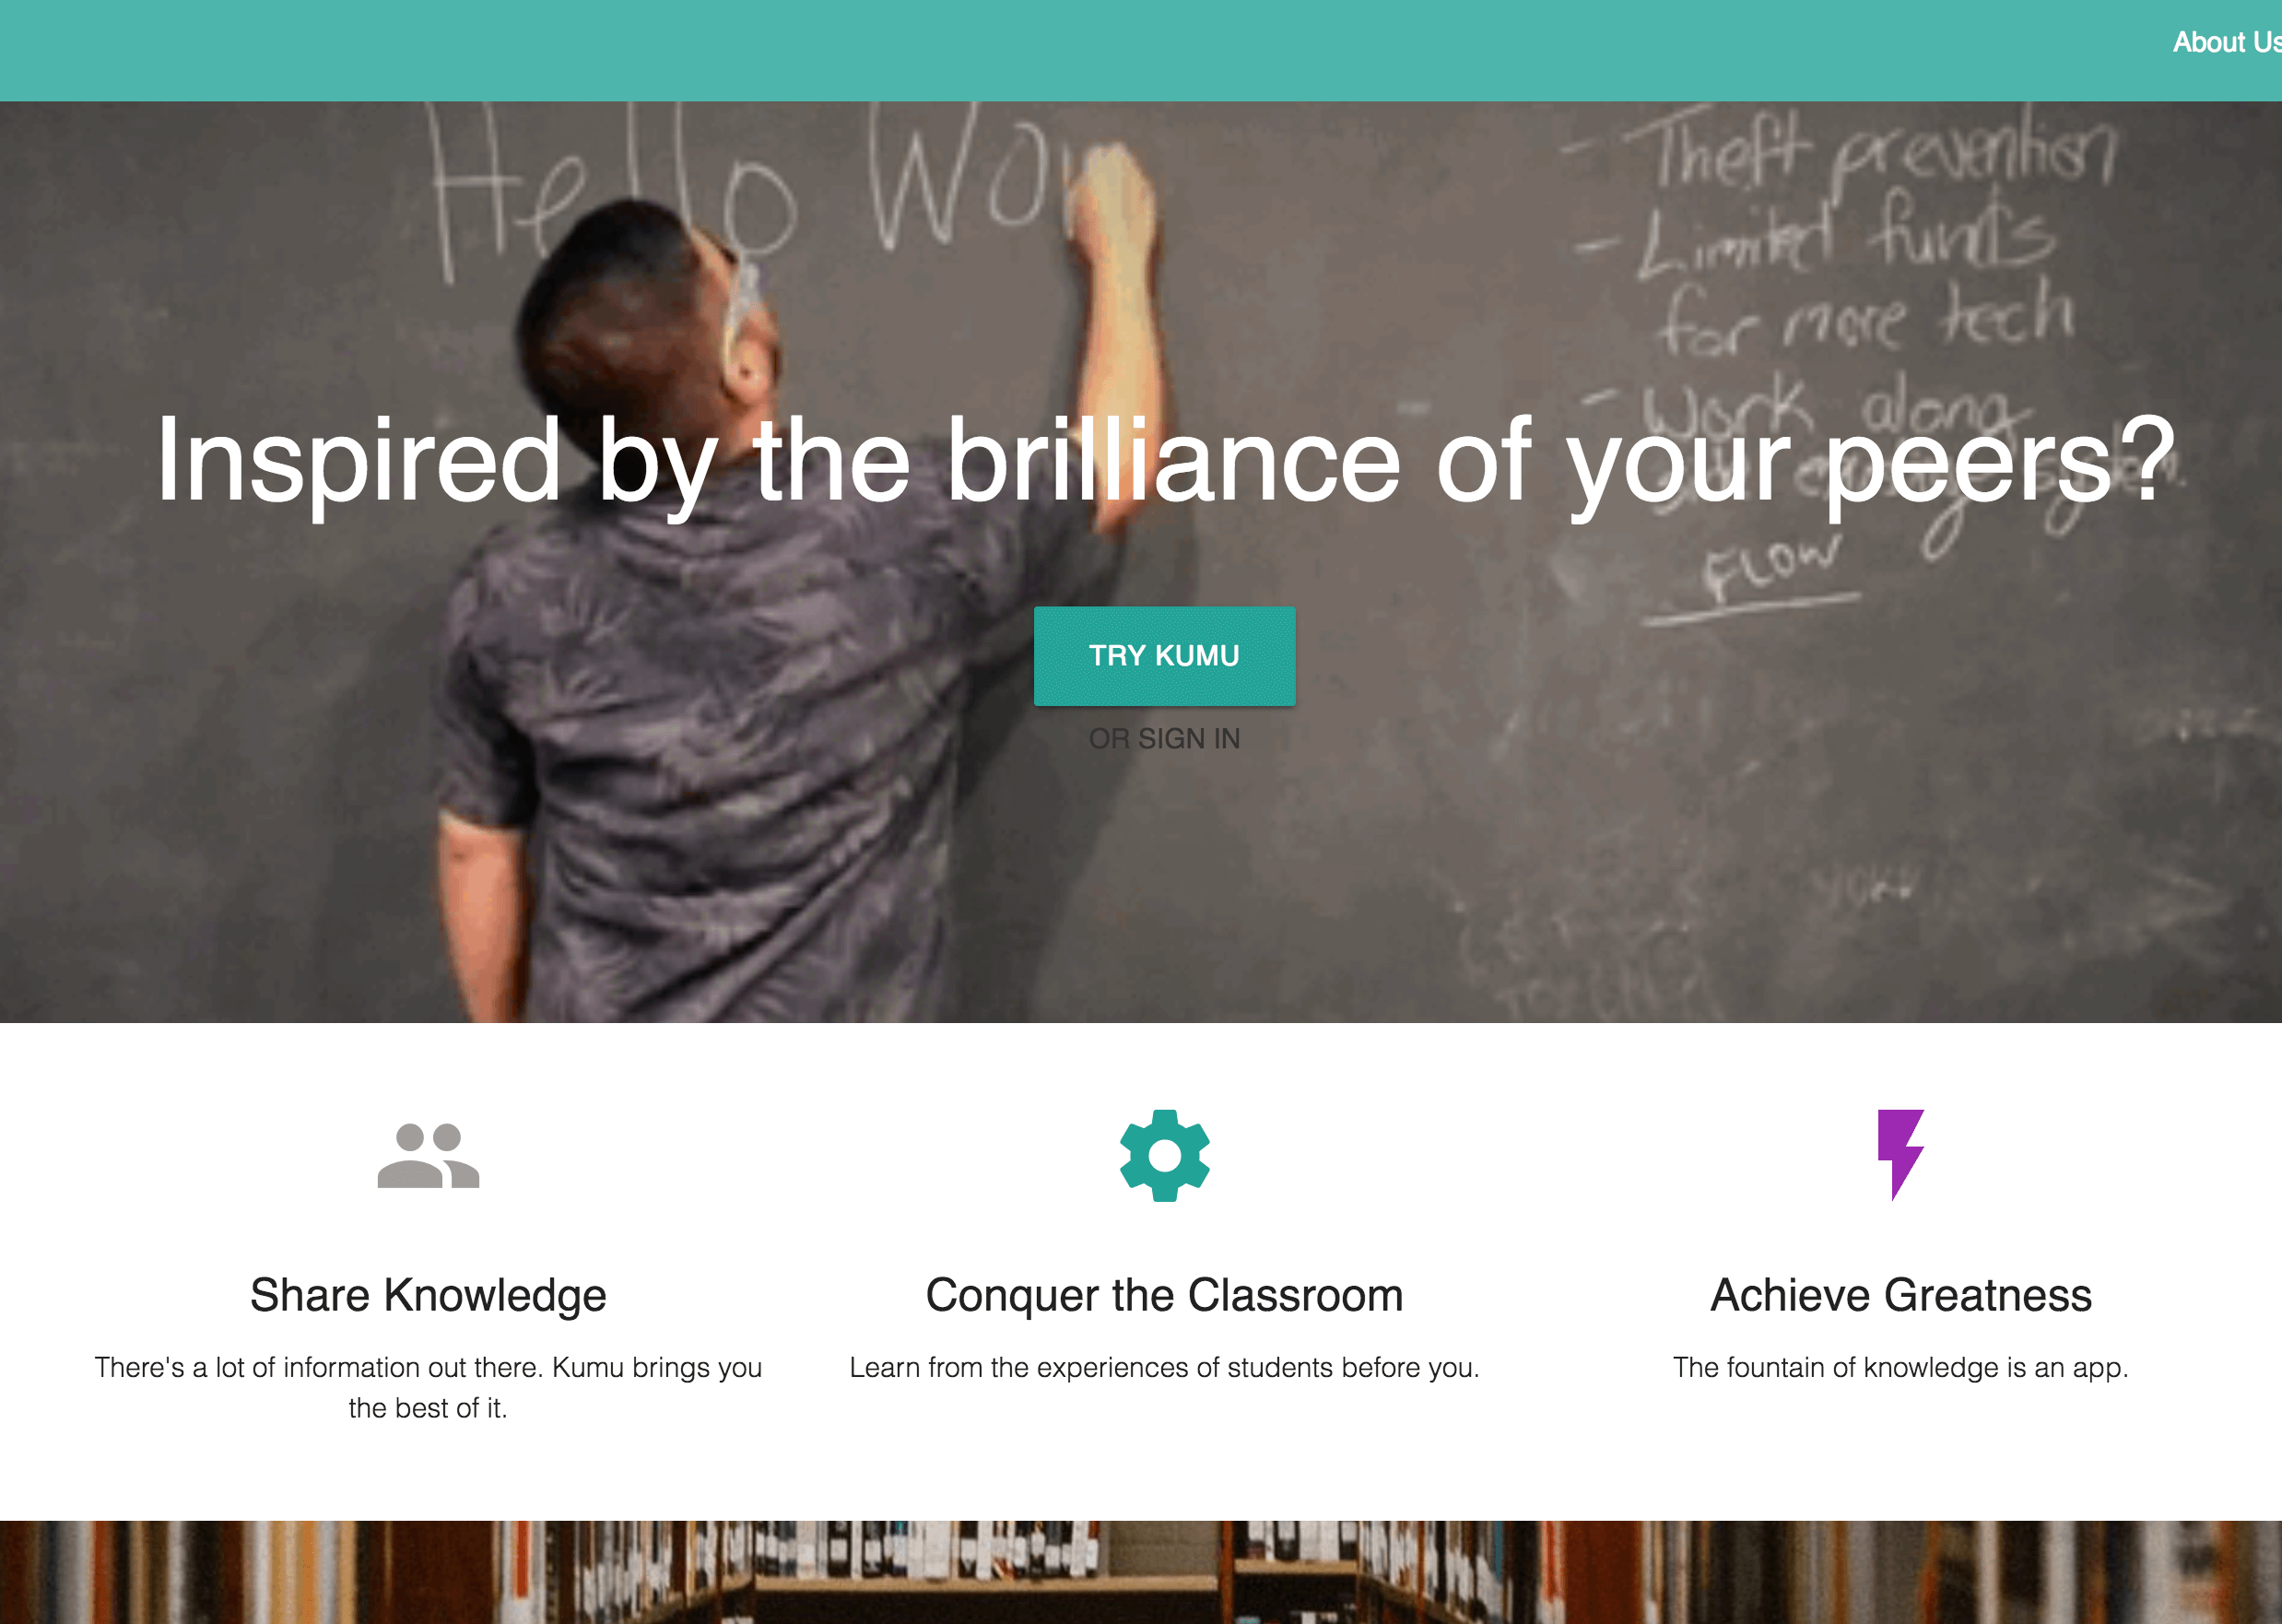 About Us
Hello Wo
- Theft prevention
- Limited funds
for more tech
- Work along
FLOW
Inspired by the brilliance of your peers?
TRY KUMU
OR SIGN IN
Share Knowledge
There's a lot of information out there. Kumu brings you
the best of it.
Conquer the Classroom
Learn from the experiences of students before you.
Achieve Greatness
The fountain of knowledge is an app.